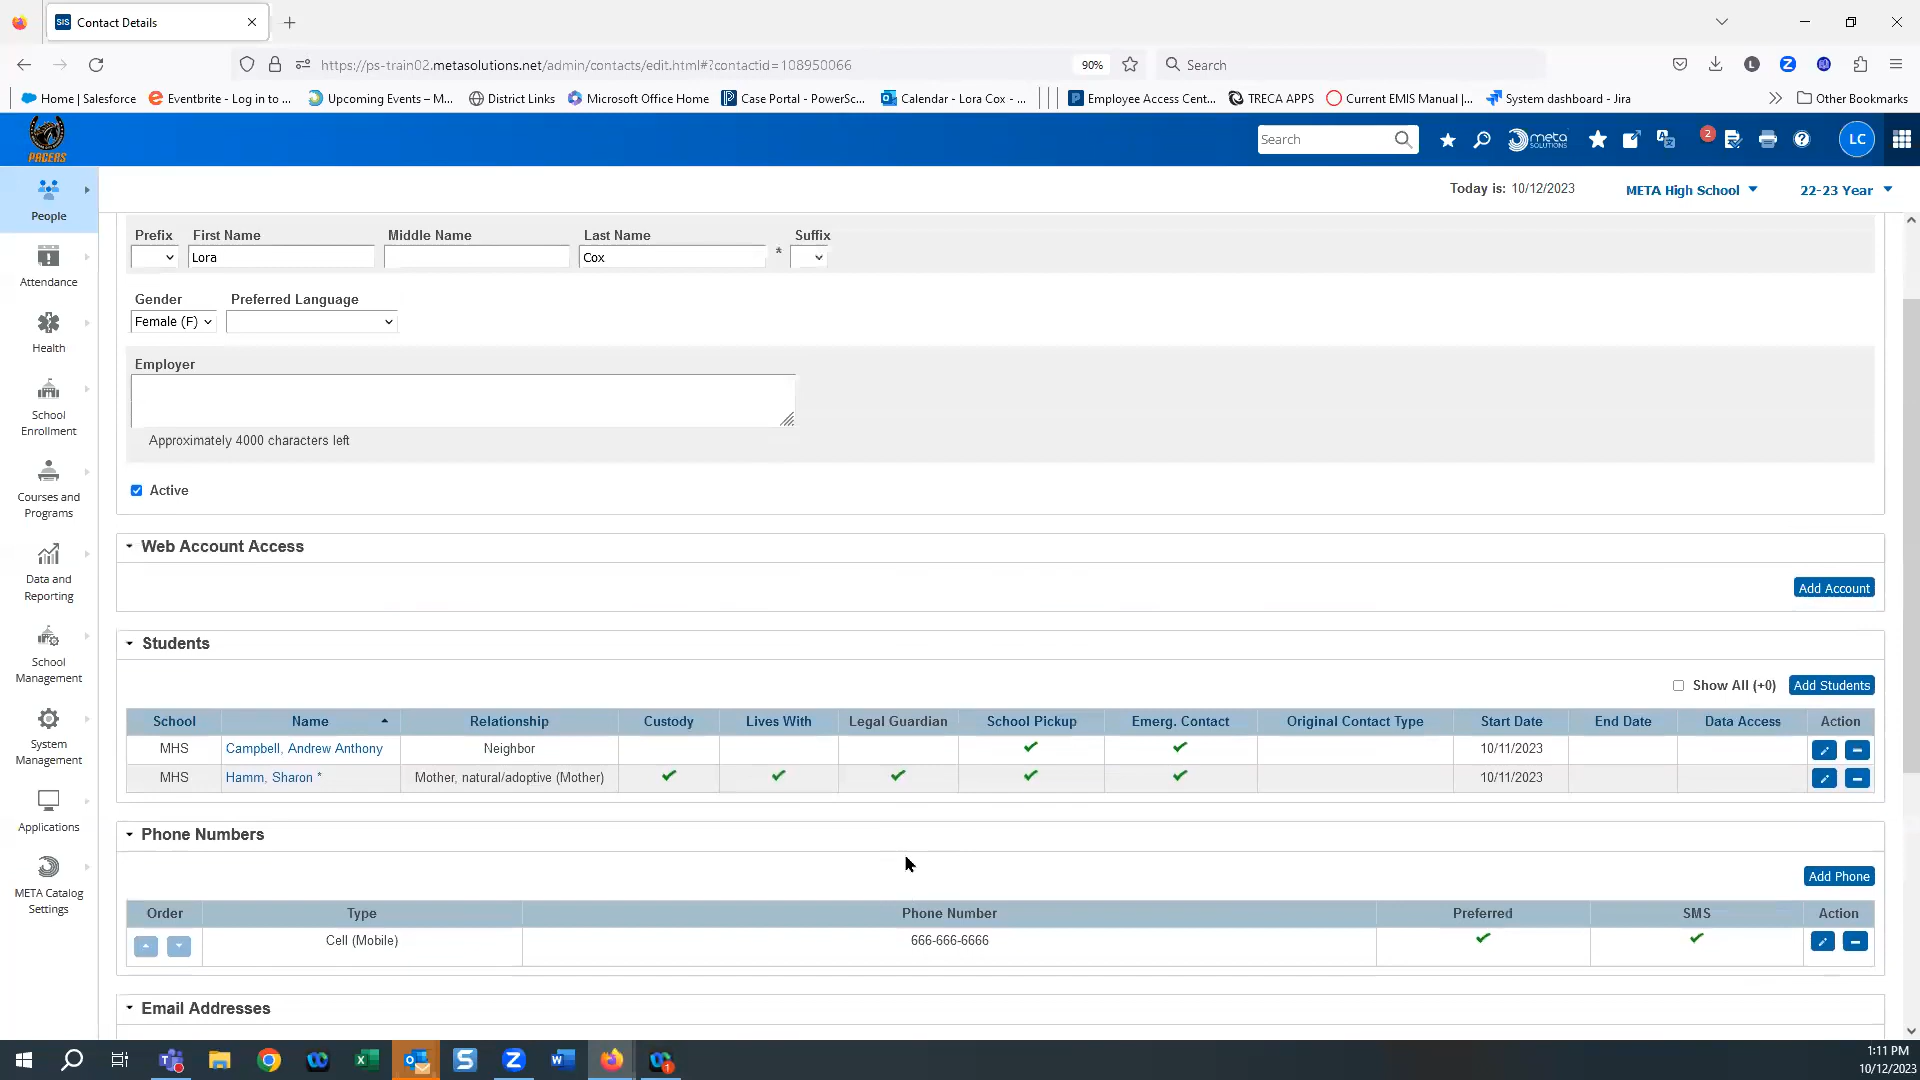 SIS Contact Details
https://ps-train02.metasolutions.net/admin/contacts/edit.html#?contactid=108950066
90%
Search
Home | Salesforce
Eventbrite - Log in to ...
Upcoming Events – M...
District Links
Microsoft Office Home
Case Portal - PowerSc...
Calendar - Lora Cox - ...
Employee Access Cent...
TRECA APPS
Current EMIS Manual |...
System dashboard - Jira
Other Bookmarks
PACERS
Search
meta SOLUTIONS
2
LC
Today is: 10/12/2023
META High School
22-23 Year
People
Attendance
Health
School Enrollment
Courses and Programs
Data and Reporting
School Management
System Management
Applications
META Catalog Settings
Prefix First Name Middle Name Last Name Suffix
Lora Cox *
Gender Preferred Language
Female (F)
Employer
Approximately 4000 characters left
Active
Web Account Access
Add Account
Students
Show All (+0) Add Students
School Name Relationship Custody Lives With Legal Guardian School Pickup Emerg. Contact Original Contact Type Start Date End Date Data Access Action
MHS Campbell, Andrew Anthony Neighbor 10/11/2023
MHS Hamm, Sharon * Mother, natural/adoptive (Mother) 10/11/2023
Phone Numbers
Add Phone
Order Type Phone Number Preferred SMS Action
Cell (Mobile) 666-666-6666
Email Addresses
1:11 PM
10/12/2023